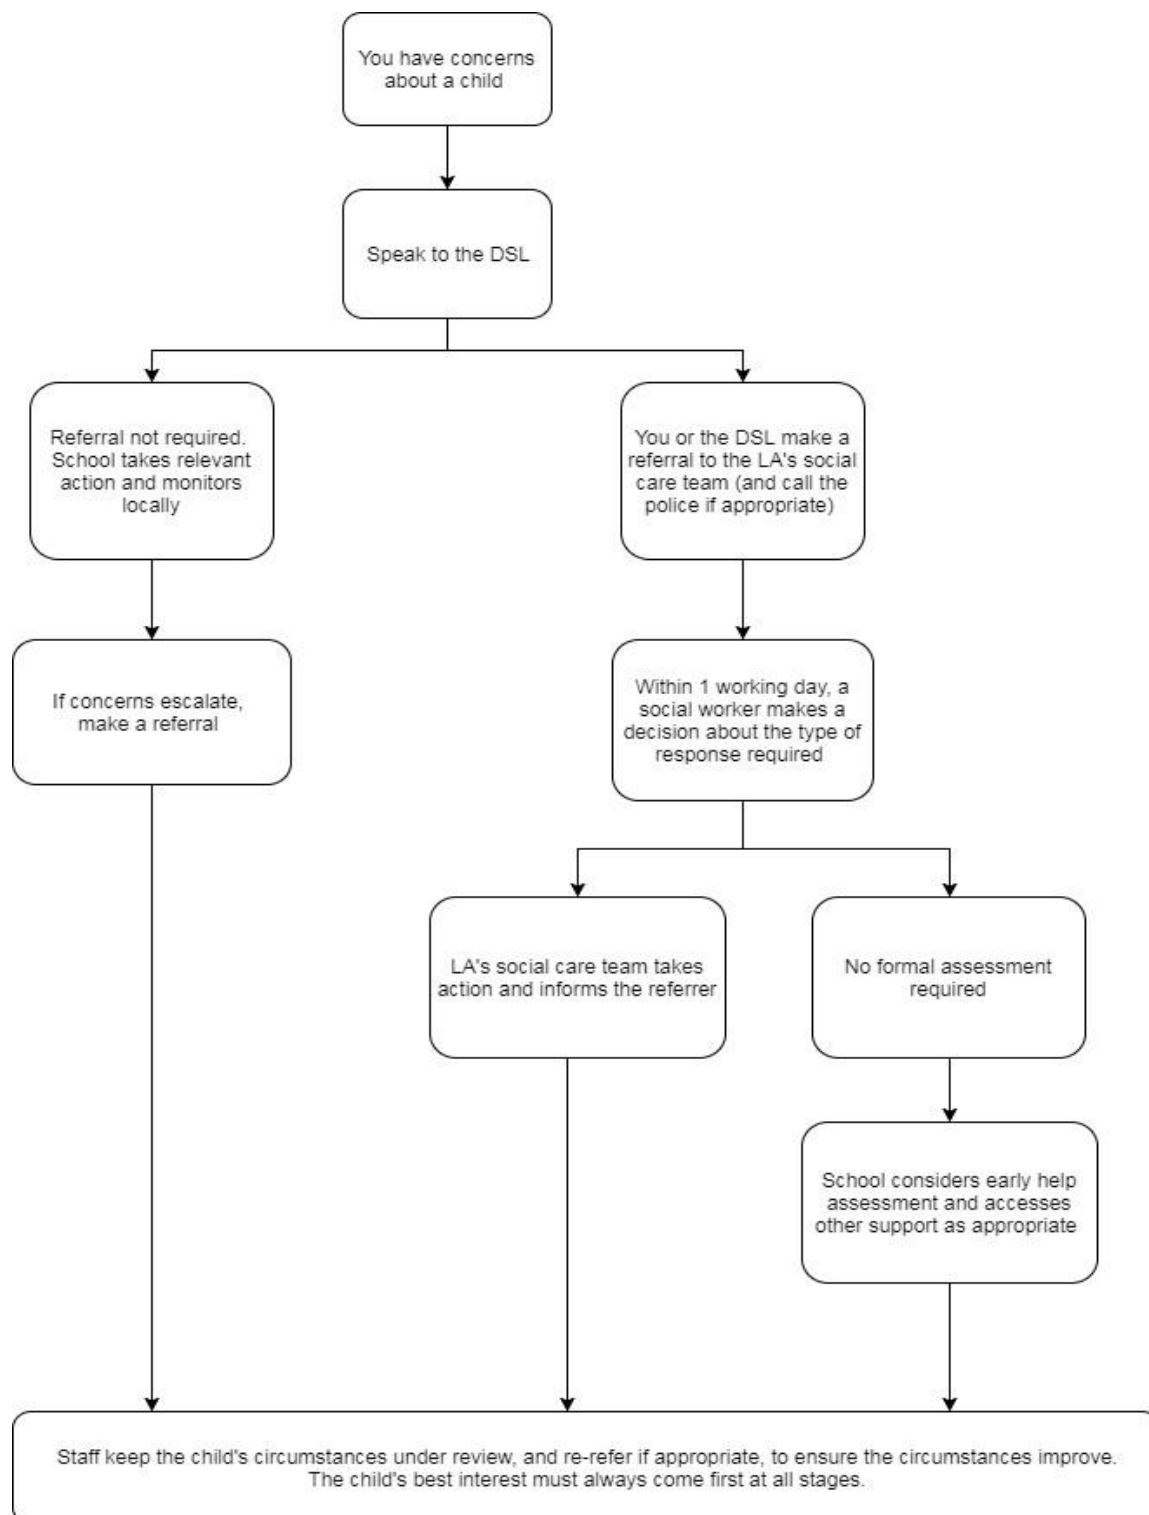 You have concerns
about a child
Speak to the DSL
Referral not required.
School takes relevant
action and monitors
locally
You or the DSL make a
referral to the LA's social
care team (and call the
police if appropriate)
If concerns escalate,
make a referral
Within 1 working day, a
social worker makes a
decision about the type of
response required
LA's social care team takes
action and informs the referrer
No formal assessment
required
School considers early help
assessment and accesses
other support as appropriate
Staff keep the child's circumstances under review, and re-refer if appropriate, to ensure the circumstances improve.
The child's best interest must always come first at all stages.